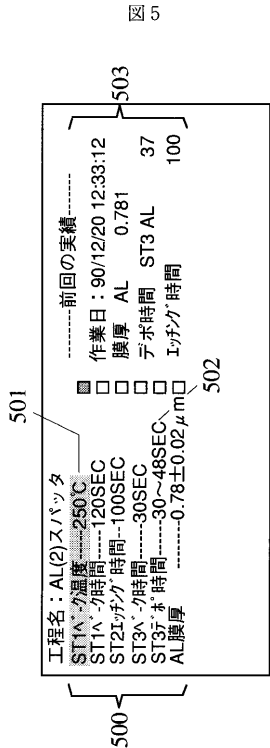 図5
工程名：AL(2)スパッタ
ST1ﾍﾞｰｸ温度-----250℃
ST1ﾍﾞｰｸ時間-----120SEC
ST2ｴｯﾁﾝｸﾞ時間--100SEC
ST3ﾍﾞｰｸ時間-----30SEC
ST3ﾃﾞﾎﾟ時間-----30～48SEC
AL膜厚 -------0.78±0.02μm
-------前回の実績-------
作業日：90/12/20 12:33:12
膜厚 AL 0.781
デポ時間 ST3 AL 37
ｴｯﾁﾝｸﾞ時間 100
500
501
502
503